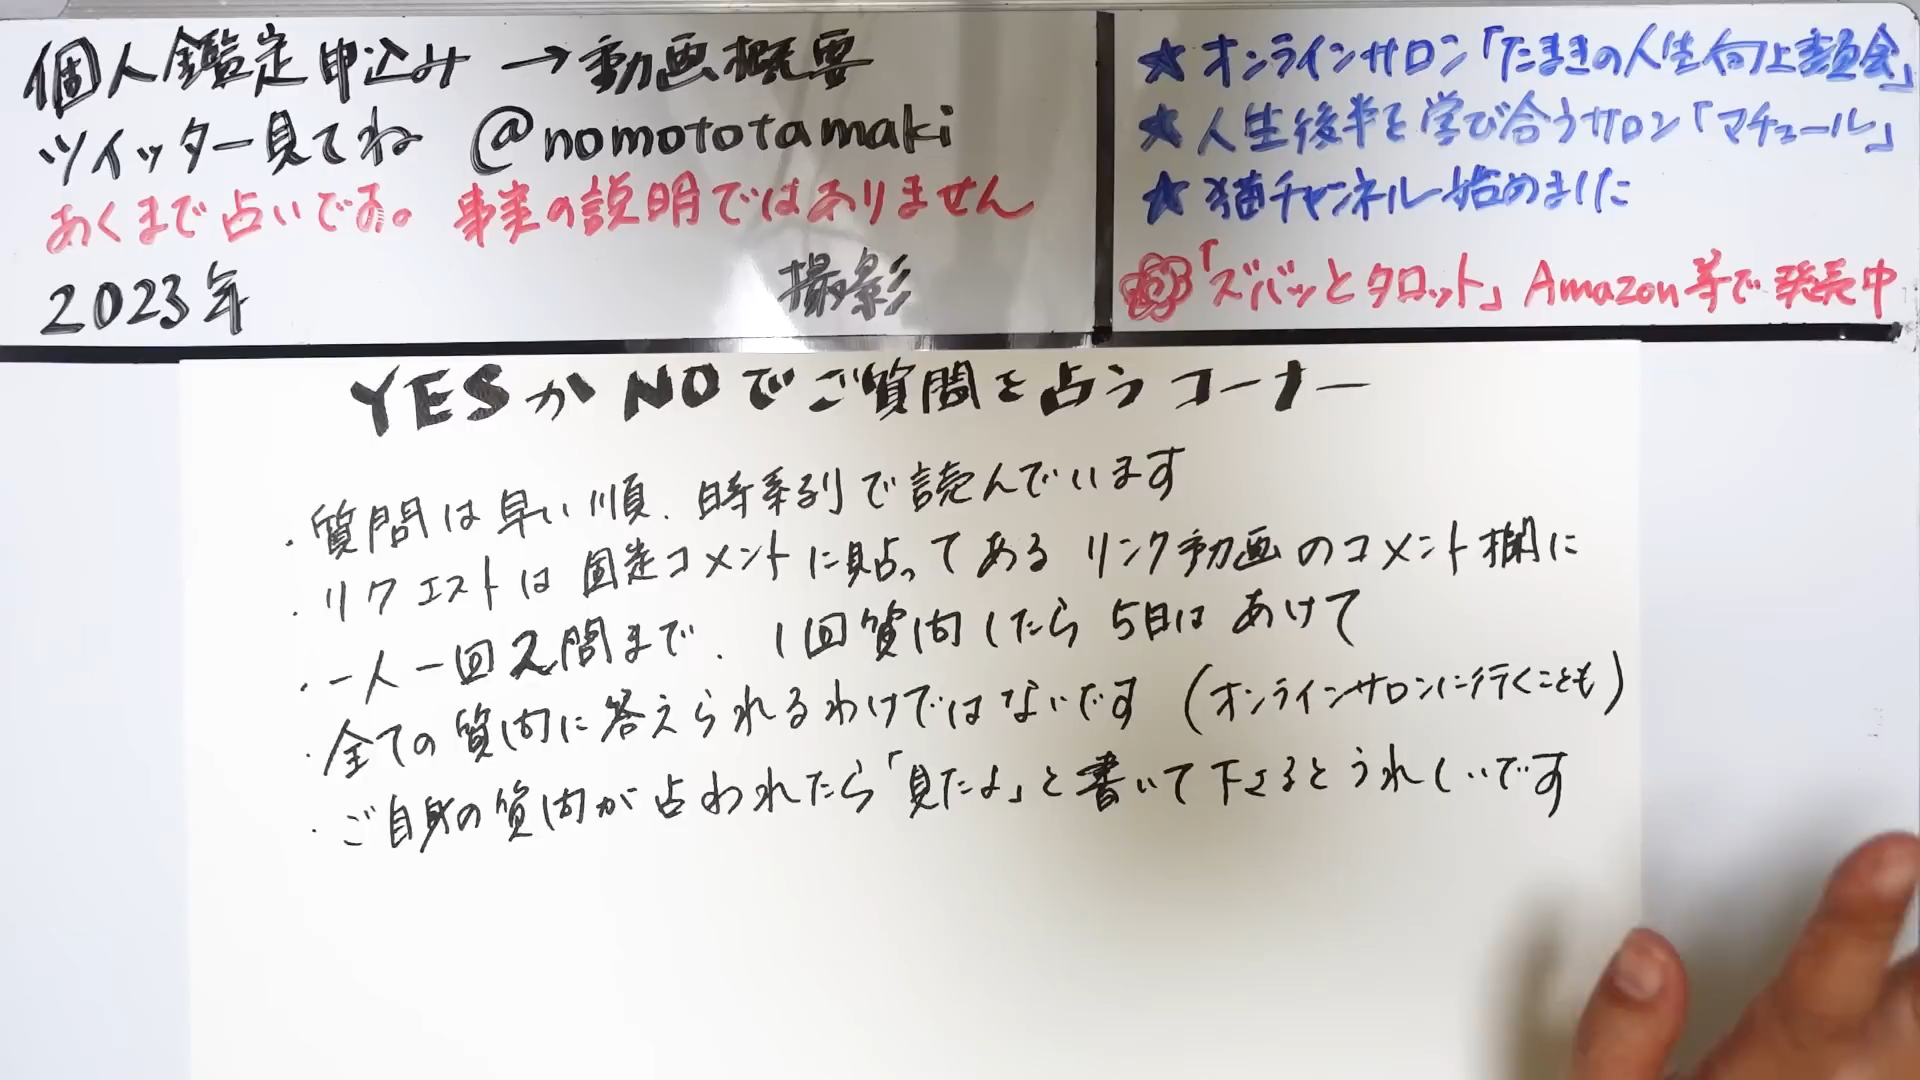 個人鑑定申込み→動画概要
ツイッター見てね @nomototamaki
あくまで占いです。事実の説明ではありません
2023年 撮影
★オンラインサロン「たまきの人生向上委員会」
★人生後半を学び合うサロン「マチュール」
★猫チャンネル始めました
「ズバッとタロット」Amazon等で発売中
YESかNOでご質問を占うコーナー
・質問は早い順、時系列で読んでいます
・リクエストは固定コメントに貼ってあるリンク動画のコメント欄に
・一人一回2問まで、1回質問したら5日はあけて
・全ての質問に答えられるわけではないです(オンラインサロンに行くことも)
・ご自身の質問が占われたら「見たよ」と書いて下さるとうれしいです